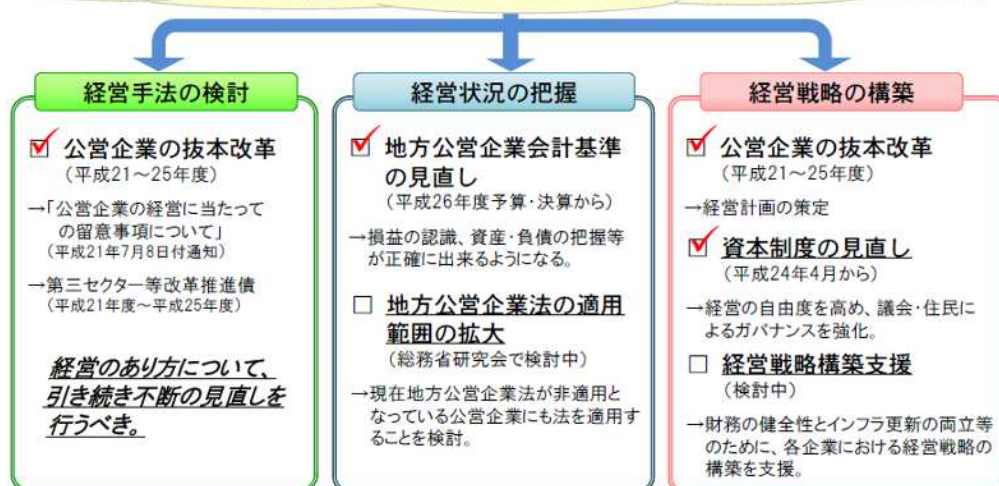 経営手法の検討
公営企業の抜本改革
（平成21～25年度）
→「公営企業の経営に当たって
の留意事項について」
（平成21年7月8日付通知）
→第三セクター等改革推進債
（平成21年度～平成25年度）
経営のあり方について、
引き続き不断の見直しを
行うべき。
経営状況の把握
地方公営企業会計基準
の見直し
（平成26年度予算・決算から）
→損益の認識、資産・負債の把握等
が正確に出来るようになる。
地方公営企業法の適用
範囲の拡大
（総務省研究会で検討中）
→現在地方公営企業法が非適用と
なっている公営企業にも法を適用す
ることを検討。
経営戦略の構築
公営企業の抜本改革
（平成21～25年度）
→経営計画の策定
資本制度の見直し
（平成24年4月から）
→経営の自由度を高め、議会・住民に
よるガバナンスを強化。
経営戦略構築支援
（検討中）
→財務の健全性とインフラ更新の両立等
のために、各企業における経営戦略の
構築を支援。